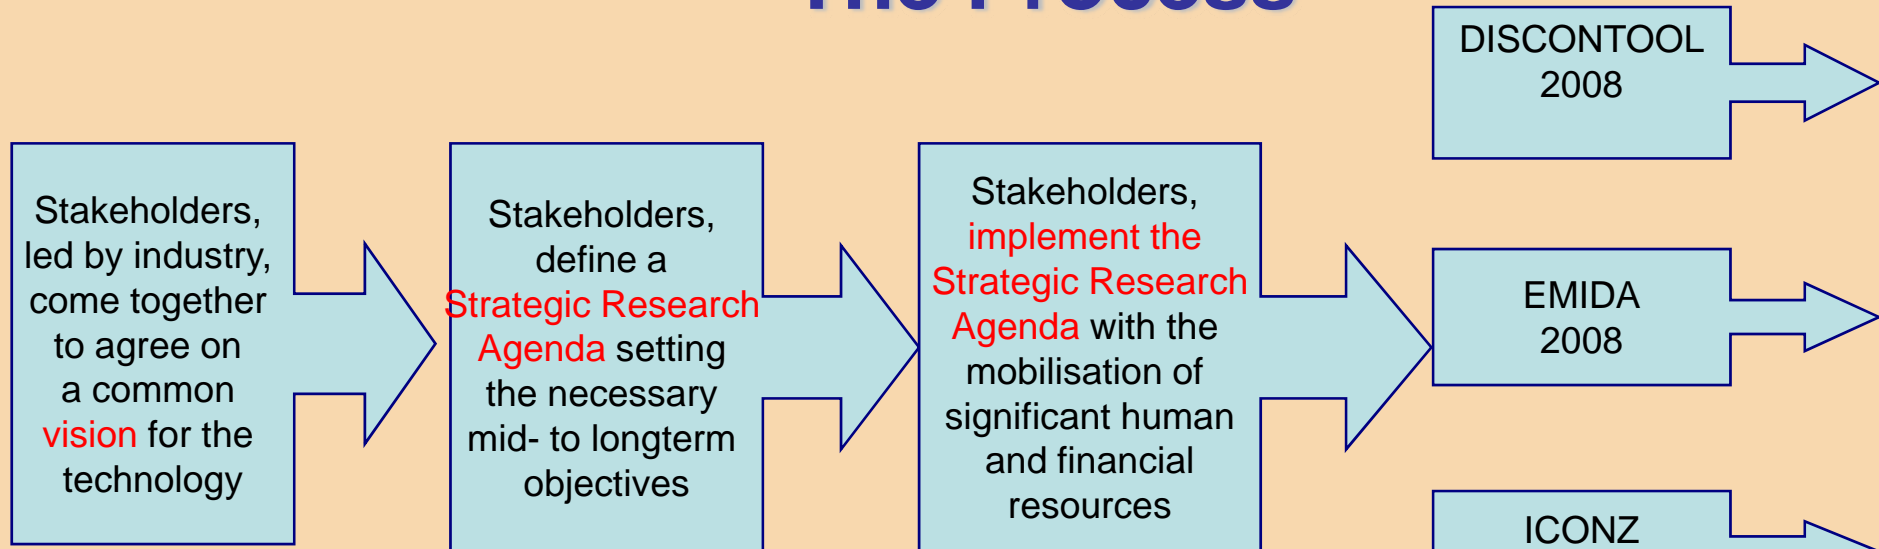 The Process
Stakeholders,
led by industry,
come together
to agree on
a common
vision for the
technology
Stakeholders,
define a
Strategic Research
Agenda setting
the necessary
mid- to longterm
objectives
Stakeholders,
implement the
Strategic Research
Agenda with the
mobilisation of
significant human
and financial
resources
DISCONTOOL
2008
EMIDA
2008
ICONZ